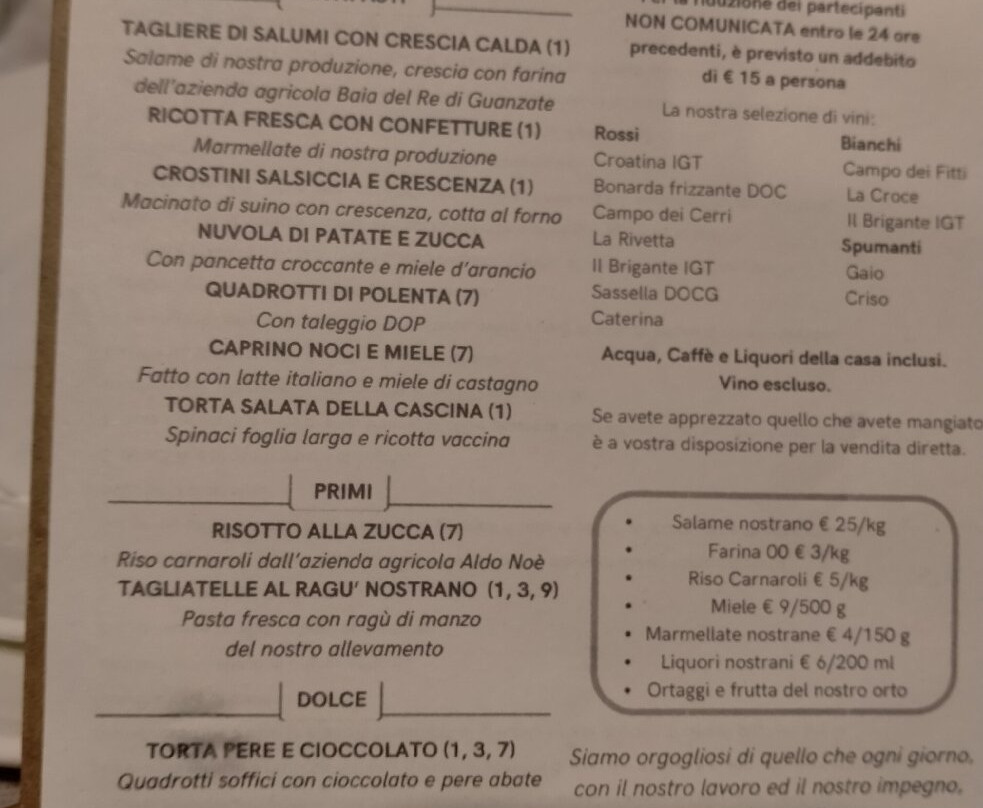 TAGLIERE DI SALUMI CON CRESCIA CALDA (1)
Salame di nostra produzione, crescia con farina
dell'azienda agricola Baia del Re di Guanzate
RICOTTA FRESCA CON CONFETTURE (1)
Marmellate di nostra produzione
CROSTINI SALSICCIA E CRESCENZA (1)
Macinato di suino con crescenza, cotta al forno
NUVOLA DI PATATE E ZUCCA
Con pancetta croccante e miele d'arancio
QUADROTTI DI POLENTA (7)
Con taleggio DOP
CAPRINO NOCI E MIELE (7)
Fatto con latte italiano e miele di castagno
TORTA SALATA DELLA CASCINA (1)
Spinaci foglia larga e ricotta vaccina
PRIMI
RISOTTO ALLA ZUCCA (7)
Riso carnaroli dall'azienda agricola Aldo Noè
TAGLIATELLE AL RAGU' NOSTRANO (1, 3, 9)
Pasta fresca con ragù di manzo
del nostro allevamento
DOLCE
TORTA PERE E CIOCCOLATO (1, 3, 7)
Quadrotti soffici con cioccolato e pere abate
riduzione dei partecipanti
NON COMUNICATA entro le 24 ore
precedenti, è previsto un addebito
di € 15 a persona
La nostra selezione di vini:
Rossi
Croatina IGT
Bonarda frizzante DOC
Campo dei Cerri
La Rivetta
Il Brigante IGT
Sassella DOCG
Caterina
Bianchi
Campo dei Fitti
La Croce
Il Brigante IGT
Spumanti
Gaio
Criso
Acqua, Caffè e Liquori della casa inclusi.
Vino escluso.
Se avete apprezzato quello che avete mangiato
è a vostra disposizione per la vendita diretta.
• Salame nostrano € 25/kg
• Farina 00 € 3/kg
• Riso Carnaroli € 5/kg
• Miele € 9/500 g
• Marmellate nostrane € 4/150 g
• Liquori nostrani € 6/200 ml
• Ortaggi e frutta del nostro orto
Siamo orgogliosi di quello che ogni giorno,
con il nostro lavoro ed il nostro impegno,